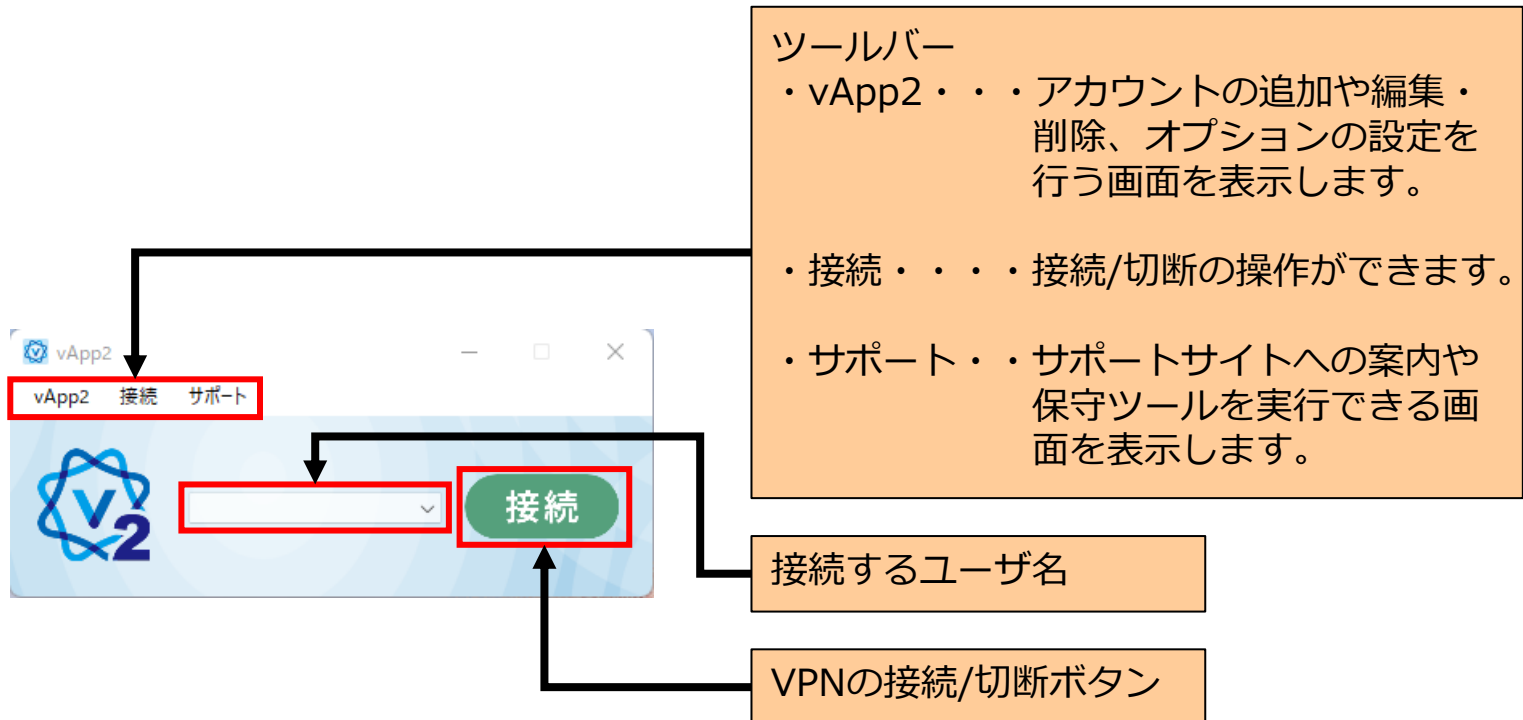 ツールバー
・vApp2・・・アカウントの追加や編集・
削除、オプションの設定を
行う画面を表示します。
・接続・・・・接続/切断の操作ができます。
・サポート・・サポートサイトへの案内や
保守ツールを実行できる画
面を表示します。
vApp2
vApp2 接続 サポート
V2
接続
接続するユーザ名
VPNの接続/切断ボタン